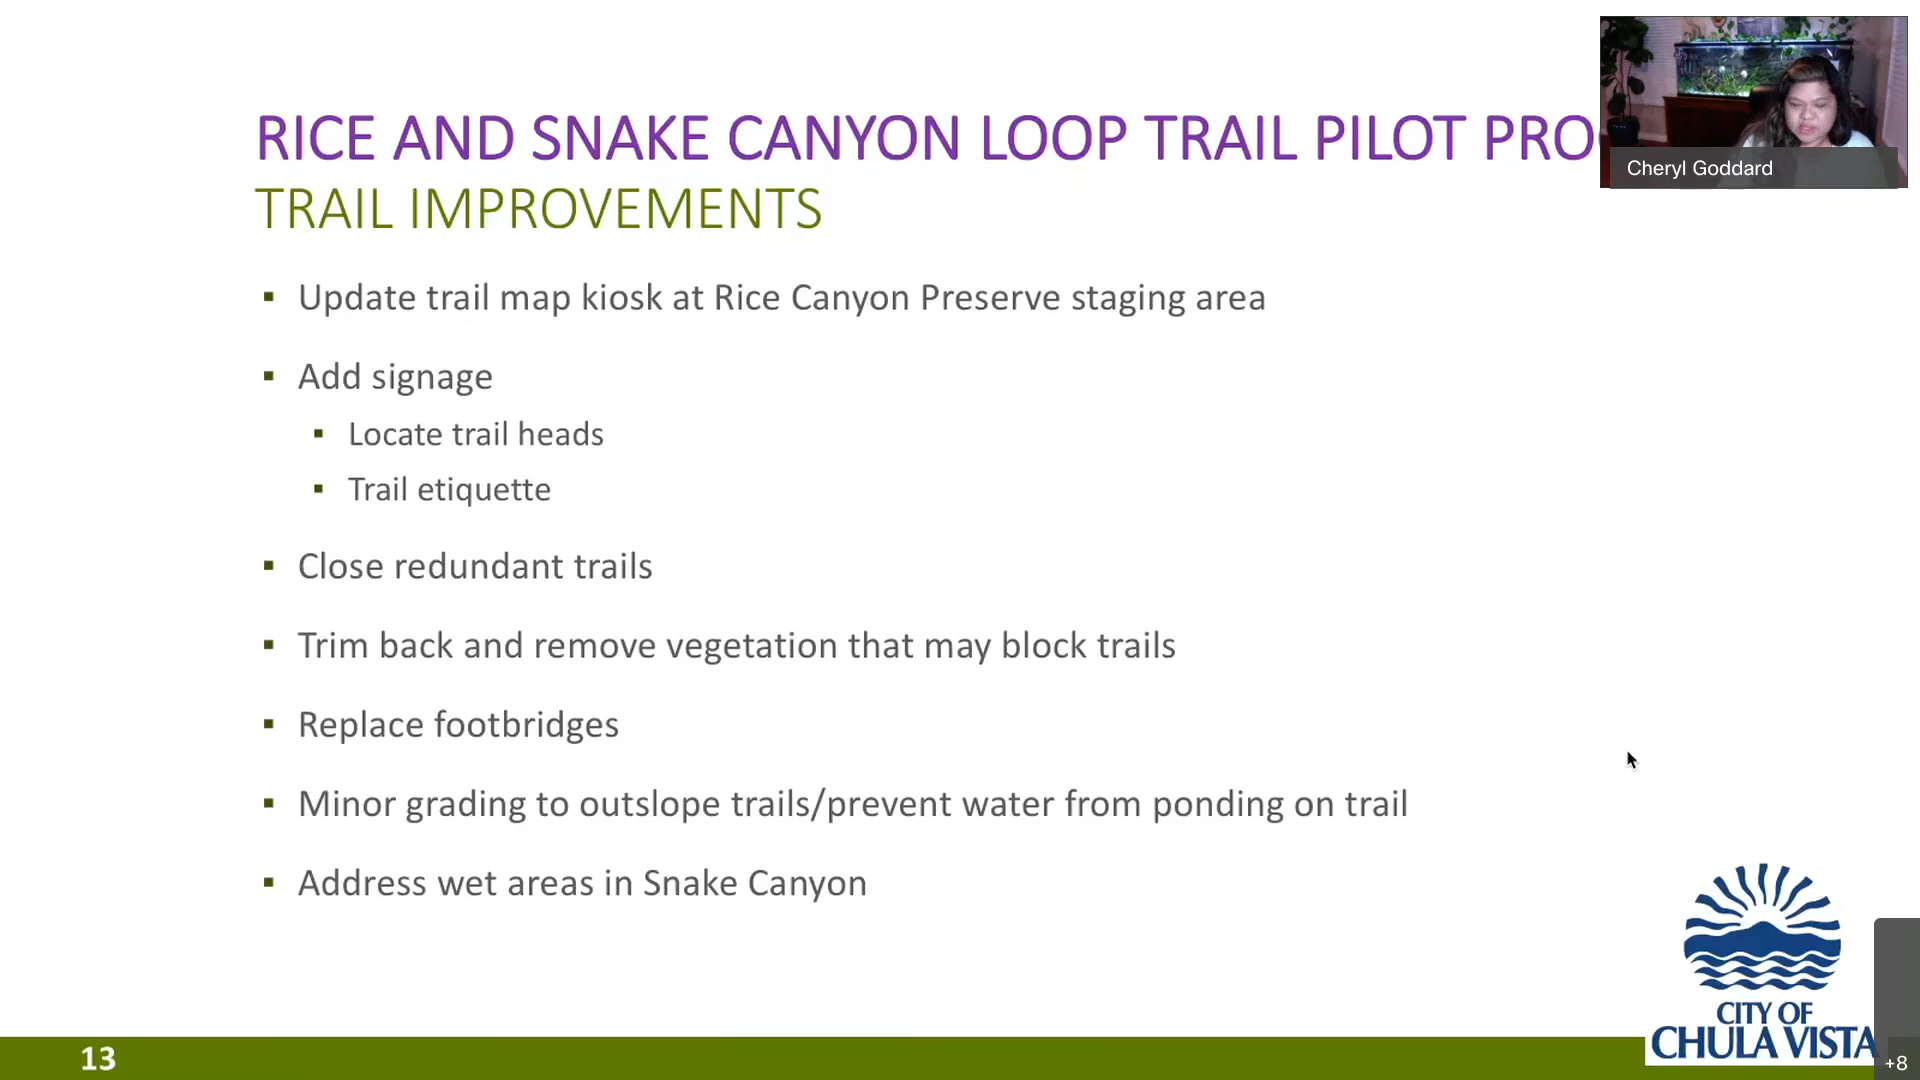 RICE AND SNAKE CANYON LOOP TRAIL PILOT PRO
Cheryl Goddard
TRAIL IMPROVEMENTS
▪ Update trail map kiosk at Rice Canyon Preserve staging area
▪ Add signage
▪ Locate trail heads
▪ Trail etiquette
▪ Close redundant trails
▪ Trim back and remove vegetation that may block trails
▪ Replace footbridges
▪ Minor grading to outslope trails/prevent water from ponding on trail
▪ Address wet areas in Snake Canyon
CITY OF
CHULA VISTA
13
+8